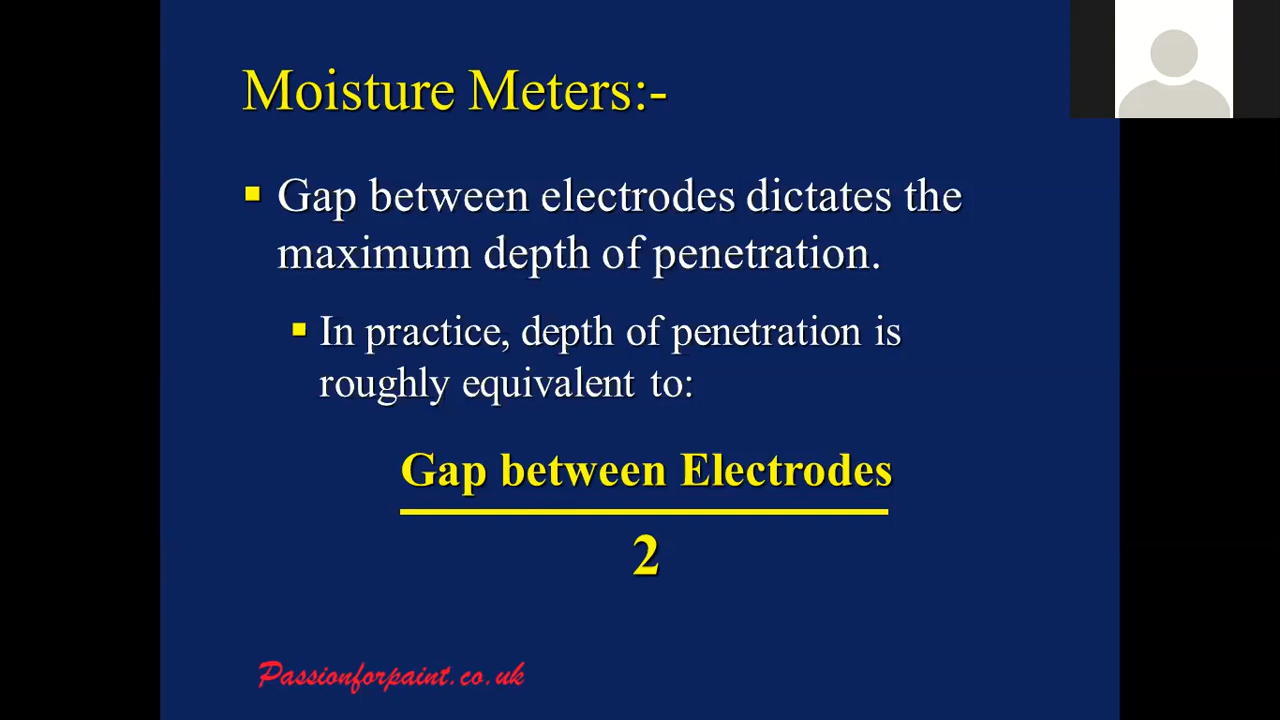 Moisture Meters:-
Gap between electrodes dictates the
maximum depth of penetration.
In practice, depth of penetration is
roughly equivalent to:
Gap between Electrodes
2
Passionforpaint.co.uk